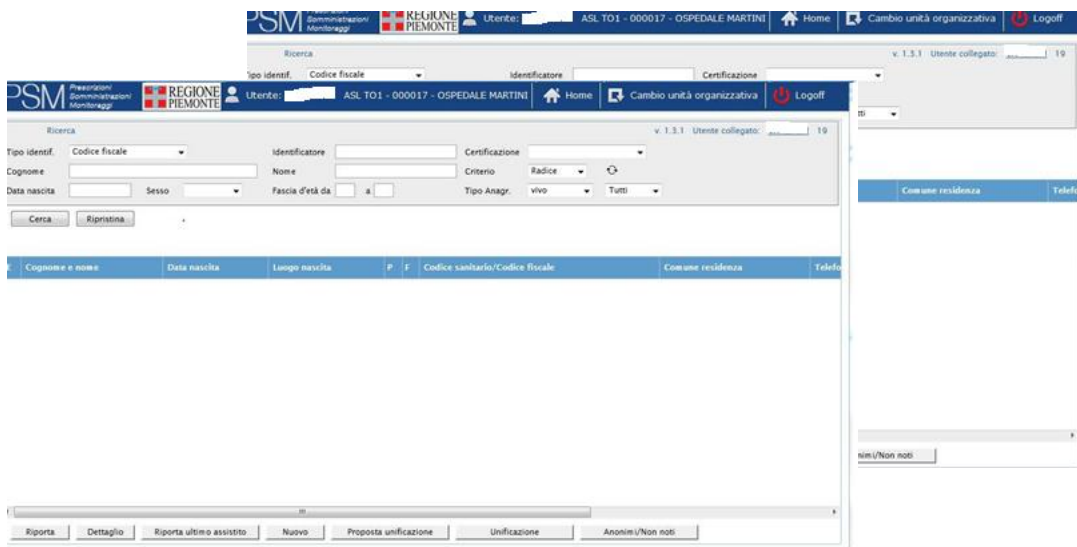 PSM Prescrizioni Somministrazioni Monitoraggi REGIONE PIEMONTE Utente: ASL TO1 - 000017 - OSPEDALE MARTINI Home Cambio unità organizzativa Logoff
Ricerca v. 1.3.1 Utente collegato: 19
Tipo identif. Codice fiscale Identificatore Certificazione
PSM Prescrizioni Somministrazioni Monitoraggi REGIONE PIEMONTE Utente: ASL TO1 - 000017 - OSPEDALE MARTINI Home Cambio unità organizzativa Logoff
Ricerca v. 1.3.1 Utente collegato: 19
Tipo identif. Codice fiscale Identificatore Certificazione
Cognome Nome Criterio Radice
Data nascita Sesso Fascia d'età da a Tipo Anagr. vivo Tutti
Cerca Ripristina
Cognome e nome Data nascita Luogo nascita P F Codice sanitario/Codice fiscale Comune residenza Telefo
Riporta Dettaglio Riporta ultimo assistito Nuovo Proposta unificazione Unificazione Anonimi/Non noti
tti
Comune residenza Telefo
nimi/Non noti